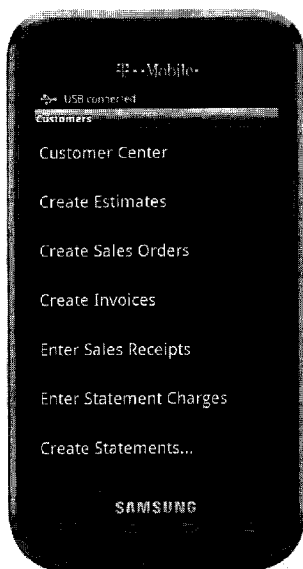 T··Mobile·
USB connected
Customers
Customer Center
Create Estimates
Create Sales Orders
Create Invoices
Enter Sales Receipts
Enter Statement Charges
Create Statements...
SAMSUNG